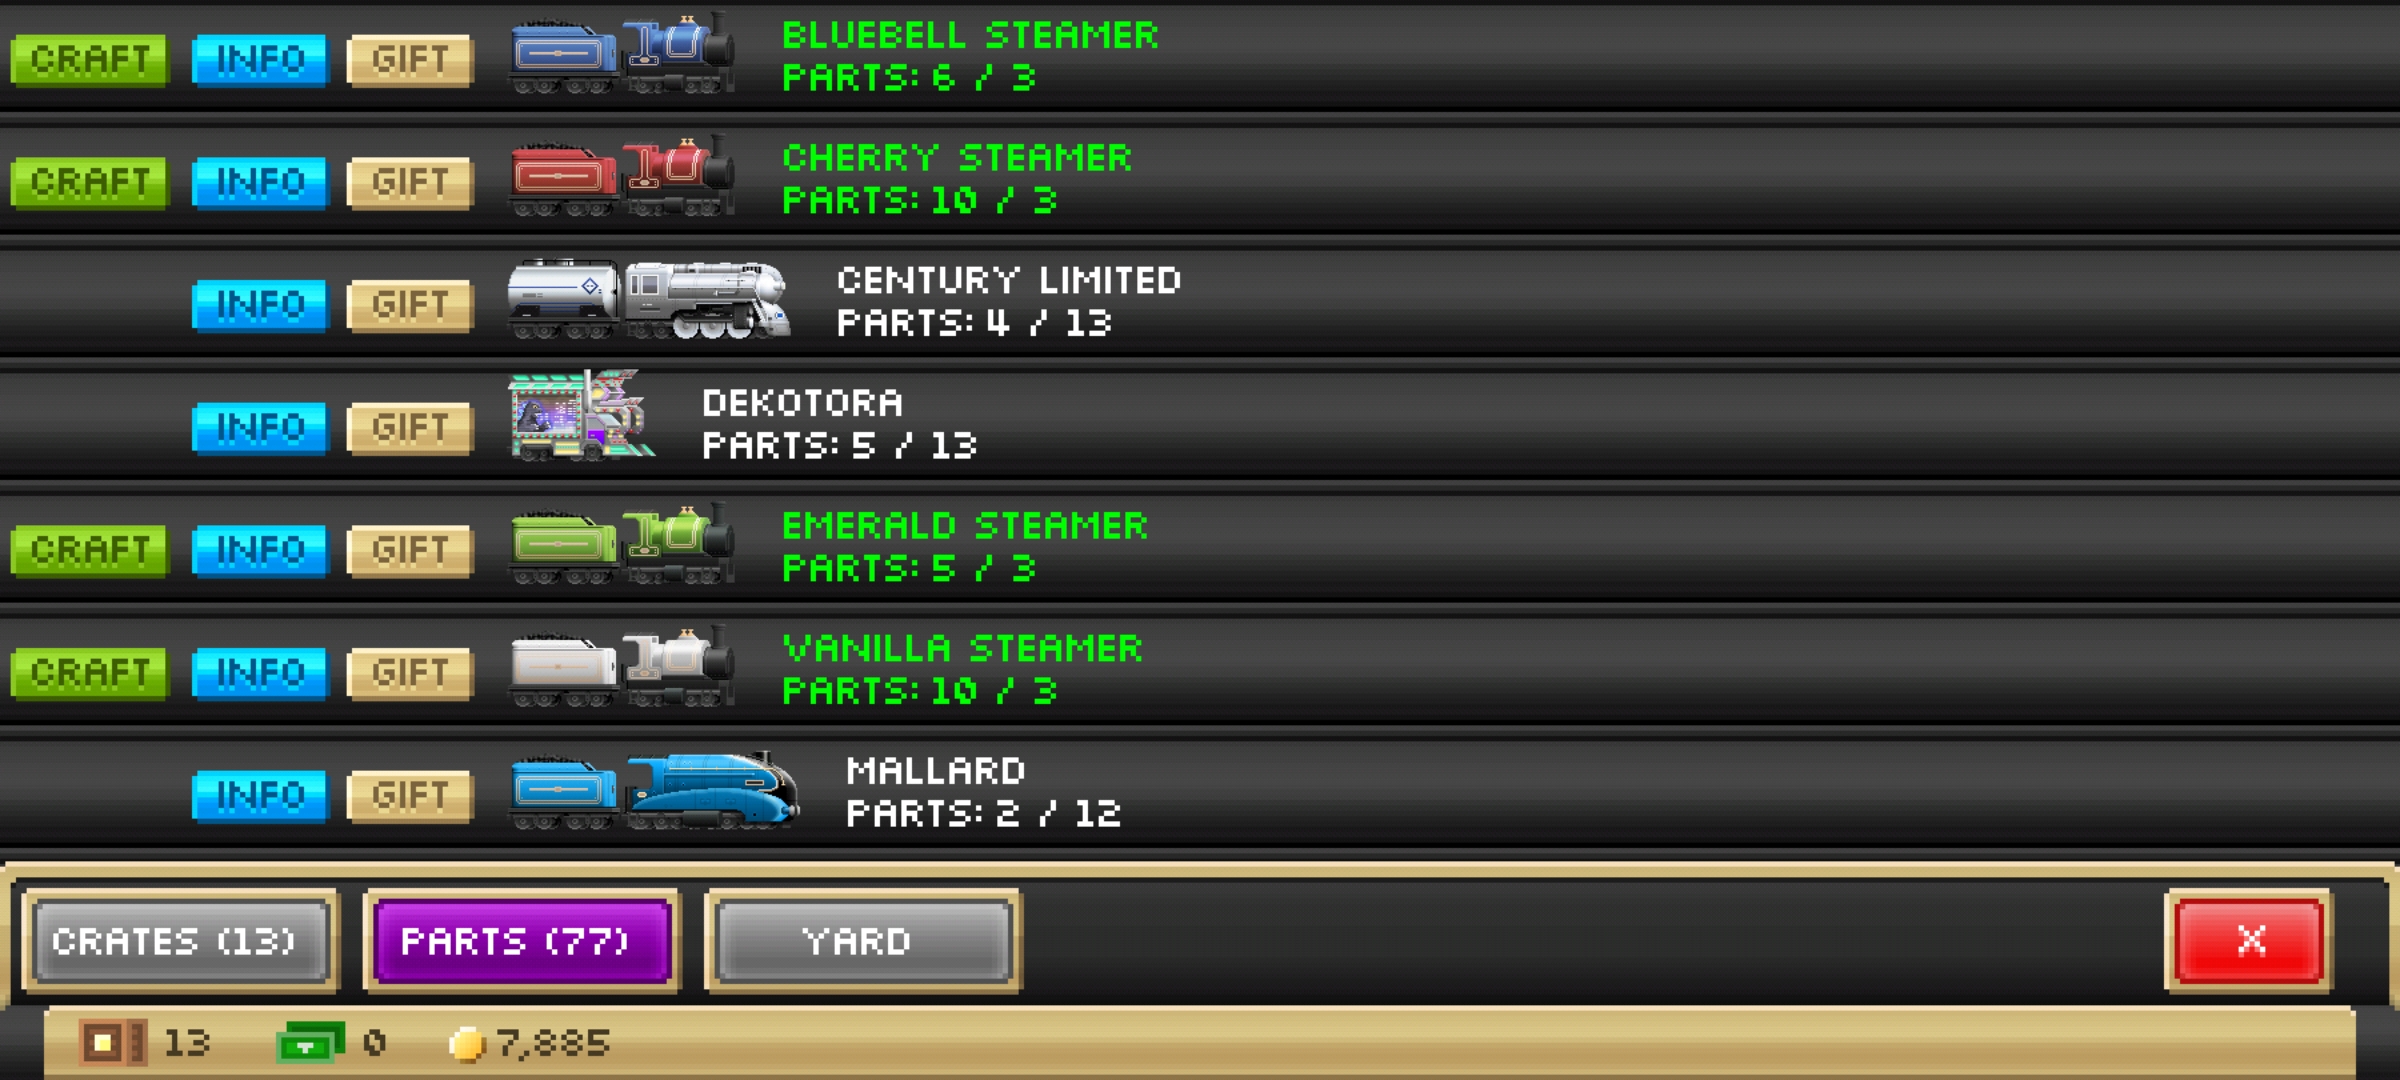 CRAFT INFO GIFT BLUEBELL STEAMER
PARTS: 6 / 3
CRAFT INFO GIFT CHERRY STEAMER
PARTS: 10 / 3
INFO GIFT CENTURY LIMITED
PARTS: 4 / 13
INFO GIFT DEKOTORA
PARTS: 5 / 13
CRAFT INFO GIFT EMERALD STEAMER
PARTS: 5 / 3
CRAFT INFO GIFT VANILLA STEAMER
PARTS: 10 / 3
INFO GIFT MALLARD
PARTS: 2 / 12
CRATES (13) PARTS (77) YARD X
13 0 7,885